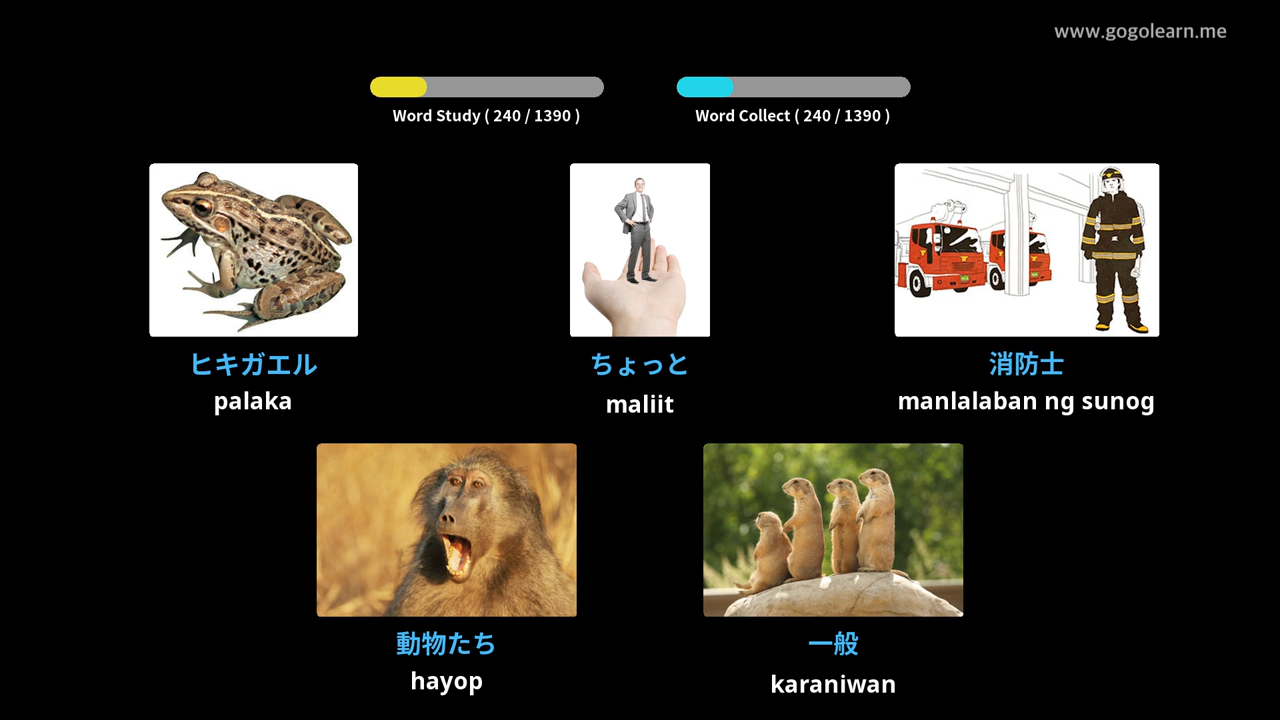 www.gogolearn.me
Word Study ( 240 / 1390 )
Word Collect ( 240 / 1390 )
ヒキガエル
palaka
ちょっと
maliit
消防士
manlalaban ng sunog
動物たち
hayop
一般
karaniwan